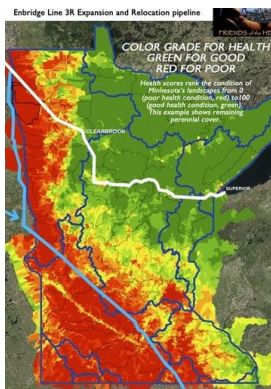 Enbridge Line 3R Expansion and Relocation pipeline
FRIENDS of the HE
COLOR GRADE FOR HEALTH
GREEN FOR GOOD
RED FOR POOR
Health scores rank the condition of
Minnesota's landscapes from 0
(poor health condition, red) to100
(good health condition, green)
This example shows remaining
perennial cover.
CLEARBROOK
SUPERIOR